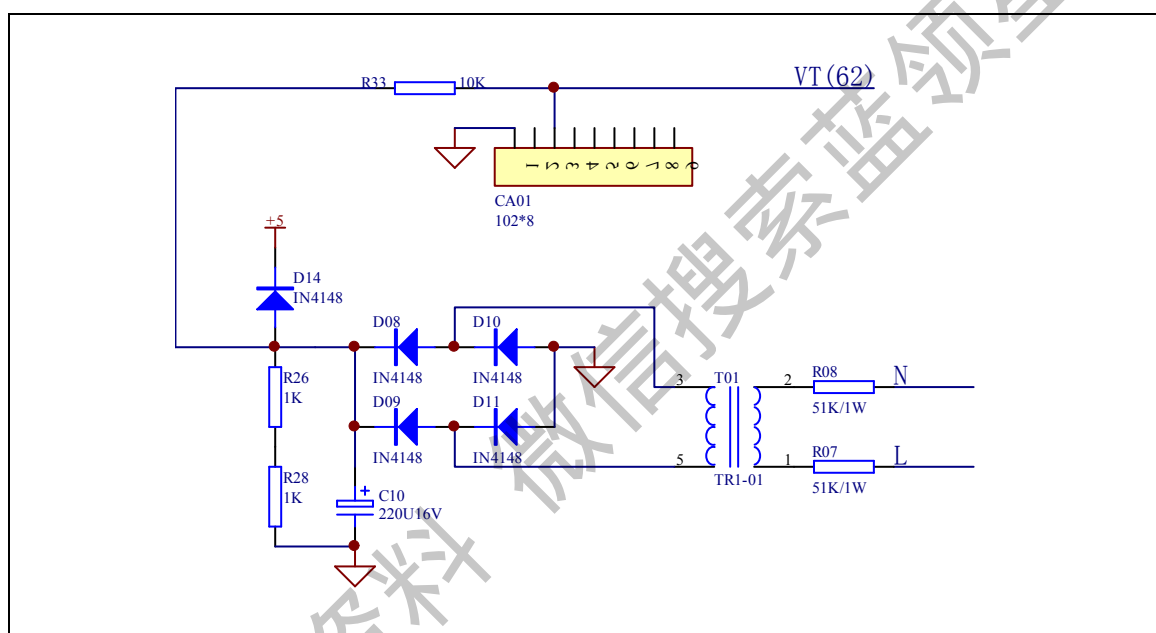 R33 10K VT(62)
1 2 3 4 5 6 7 8 9
CA01
102*8
+5
D14
IN4148
D08 D10
IN4148 IN4148
R26
1K
D09 D11
IN4148 IN4148
3 T01 2 R08 N
51K/1W
5 1 R07 L
TR1-01 51K/1W
R28
1K
+
C10
220U16V
资料 微信搜索蓝领